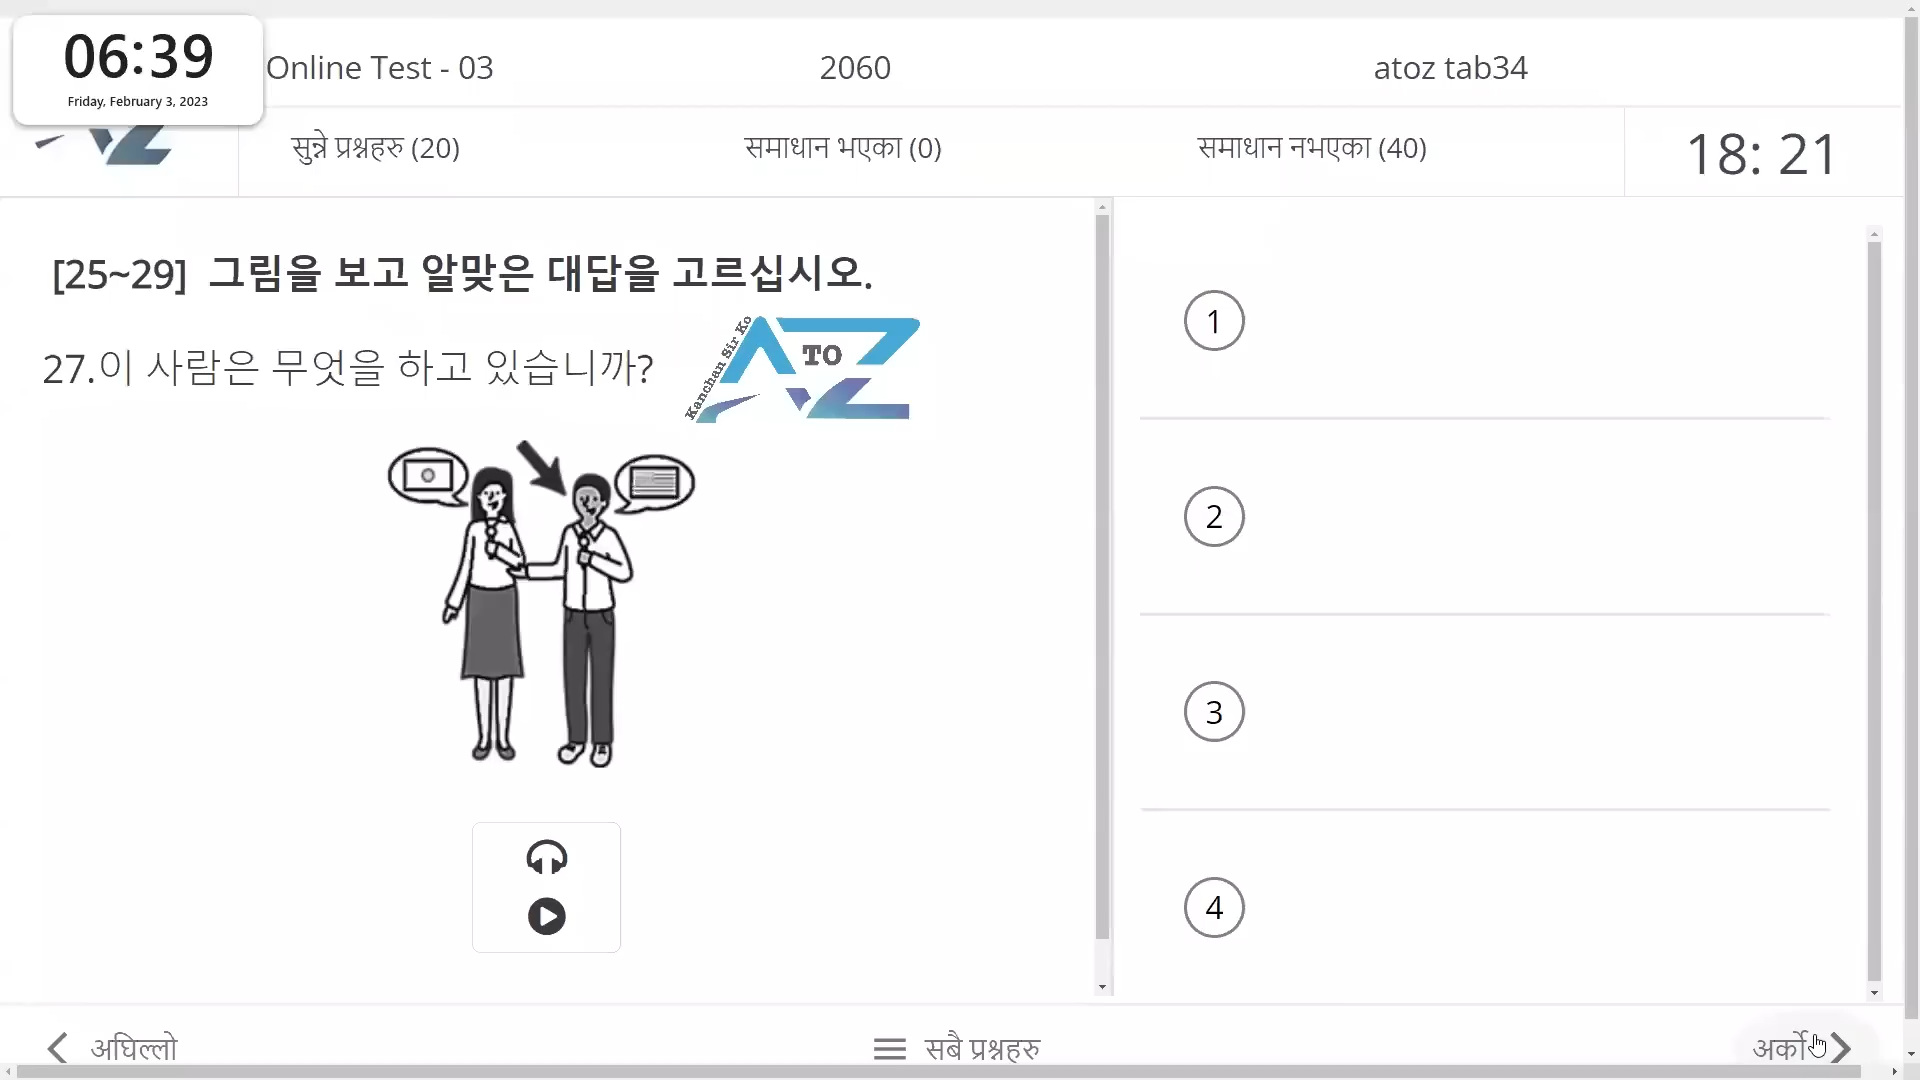 06:39
Friday, February 3, 2023
Online Test - 03
2060
atoz tab34
सुन्ने प्रश्नहरु (20)
समाधान भएका (0)
समाधान नभएका (40)
18: 21
[25~29] 그림을 보고 알맞은 대답을 고르십시오.
27.이 사람은 무엇을 하고 있습니까?
Kanchan Sir Ko
A TO Z
1
2
3
4
अघिल्लो
सबै प्रश्नहरु
अर्को